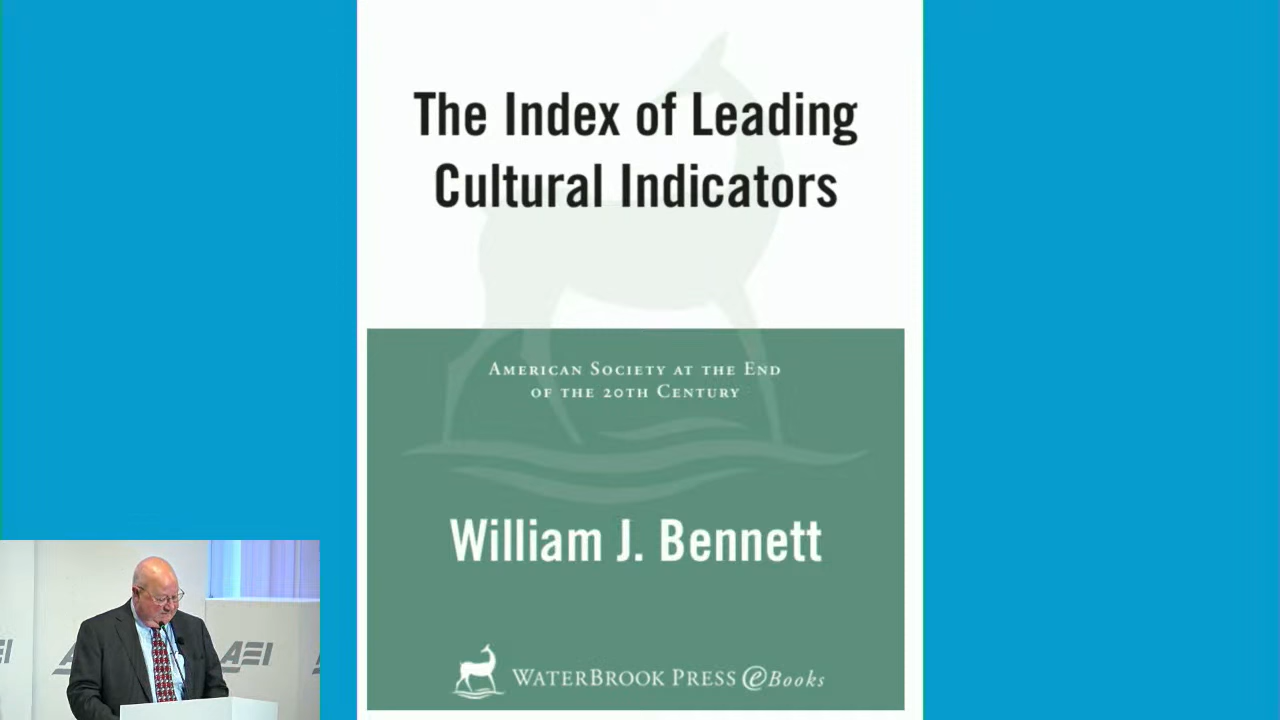 The Index of Leading
Cultural Indicators
American Society at the End
of the 20th Century
William J. Bennett
WaterBrook Press eBooks
AEI